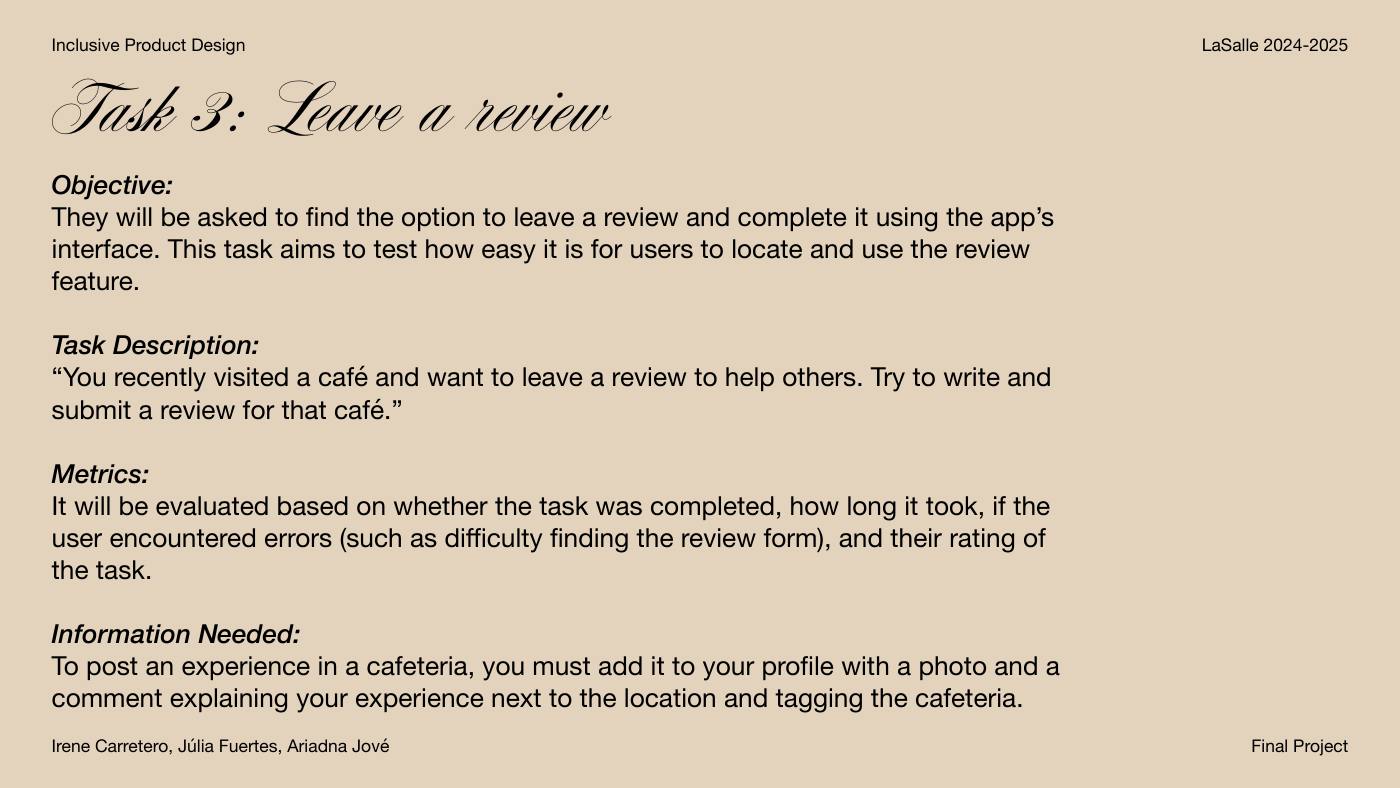 Inclusive Product Design
LaSalle 2024-2025
Task 3: Leave a review
Objective:
They will be asked to find the option to leave a review and complete it using the app’s
interface. This task aims to test how easy it is for users to locate and use the review
feature.
Task Description:
“You recently visited a café and want to leave a review to help others. Try to write and
submit a review for that café.”
Metrics:
It will be evaluated based on whether the task was completed, how long it took, if the
user encountered errors (such as difficulty finding the review form), and their rating of
the task.
Information Needed:
To post an experience in a cafeteria, you must add it to your profile with a photo and a
comment explaining your experience next to the location and tagging the cafeteria.
Irene Carretero, Júlia Fuertes, Ariadna Jové
Final Project